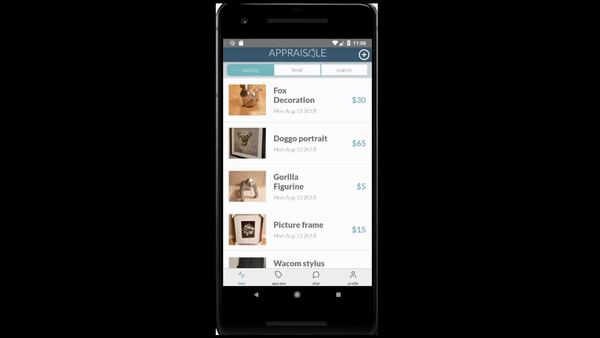 11:08
APPRAISALE
nearby feed search
Fox
Decoration
$30
Mon Aug 13 2018
Doggo portrait
$65
Mon Aug 13 2018
Gorilla
Figurine
$5
Mon Aug 13 2018
Picture frame
$15
Mon Aug 13 2018
Wacom stylus
chat profile